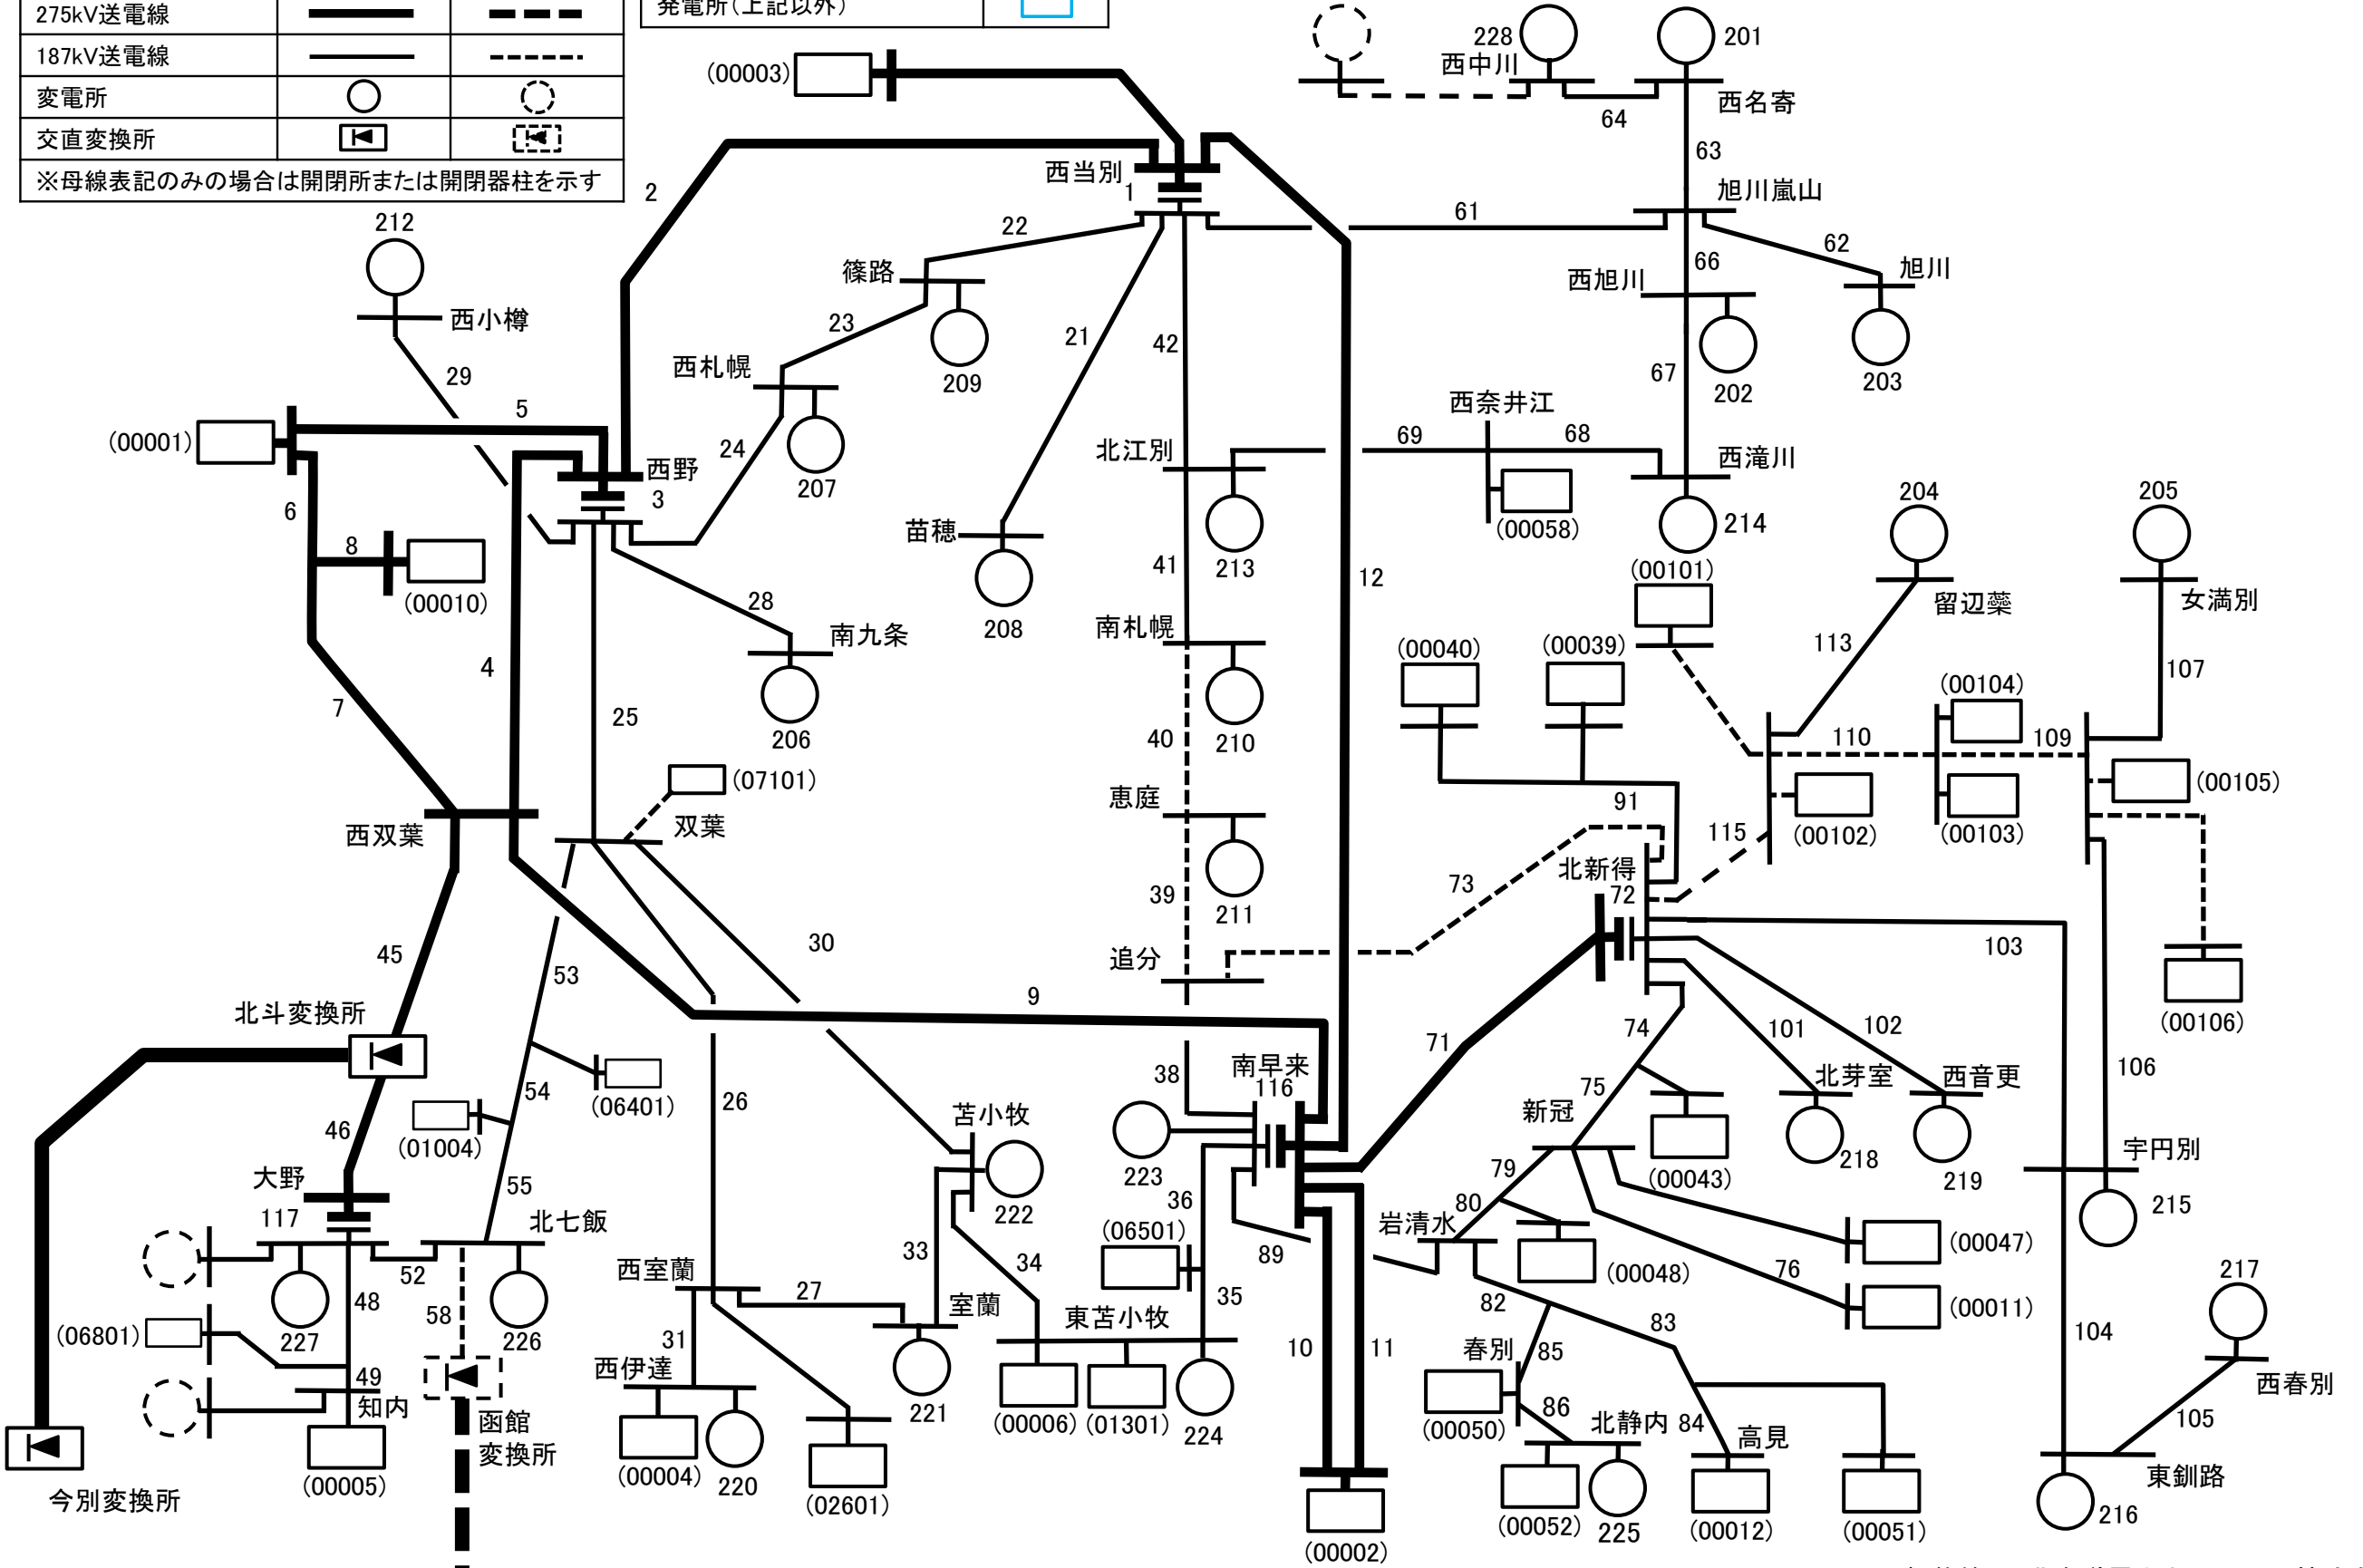 275kV送電線
187kV送電線
変電所
交直変換所
※母線表記のみの場合は開閉所または開閉器柱を示す
発電所(上記以外)
(00003)
228
西中川
201
西名寄
64
63
2
西当別
1
61
旭川嵐山
62
旭川
66
西旭川
202
203
67
212
西小樽
29
22
篠路
23
209
21
42
西札幌
207
24
5
(00001)
西野
3
6
8
(00010)
7
4
25
28
南九条
206
苗穂
208
北江別
213
41
12
69
西奈井江
68
(00058)
西滝川
214
南札幌
210
40
恵庭
211
39
追分
38
(00101)
204
留辺蘂
113
205
女満別
107
(00040)
(00039)
91
(00104)
110
109
(00103)
(00102)
(00105)
115
(00106)
106
73
北新得
72
103
102
101
74
75
71
西双葉
双葉
(07101)
30
53
45
北斗変換所
46
54
(06401)
(01004)
55
26
9
大野
117
北七飯
52
226
227
48
58
(06801)
49
知内
(00005)
函館
変換所
今別変換所
苫小牧
222
33
34
西室蘭
27
室蘭
221
31
西伊達
(00004)
220
(02601)
南早来
116
223
36
(06501)
35
89
東苫小牧
(00006)
(01301)
224
10
11
(00002)
新冠
(00043)
79
80
岩清水
(00048)
76
(00047)
(00011)
82
83
85
春別
(00050)
86
84
北静内
(00052)
225
高見
(00012)
(00051)
北芽室
218
西音更
219
宇円別
215
104
217
西春別
105
東釧路
216